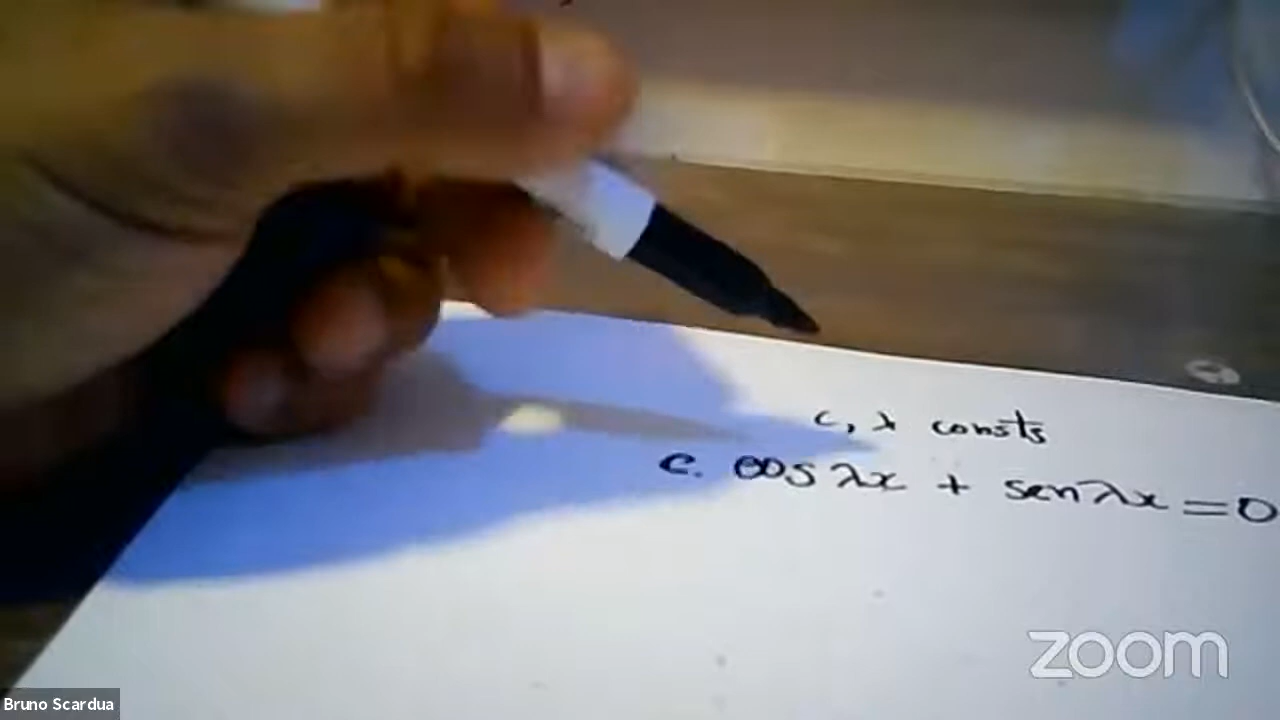 c, λ consts
c. cos λx + sen λx = 0
zoom
Bruno Scardua